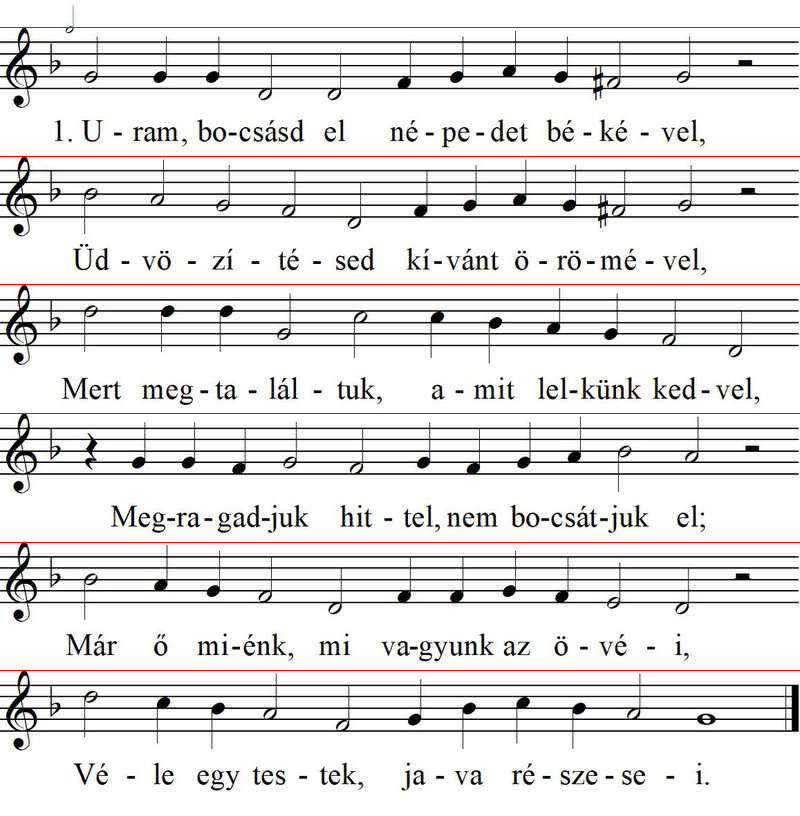 1. U - ram, bo-csásd el né-pe-det bé-ké-vel,
Üd-vö-zí-té-sed kí-vánt ö-rö-mé-vel,
Mert meg-ta-lál-tuk, a-mit lel-künk ked-vel,
Meg-ra-gad-juk hit-tel, nem bo-csát-juk el;
Már ő mi-énk, mi va-gyunk az ö-vé-i,
Vé-le egy tes-tek, ja-va ré-sze-se-i.